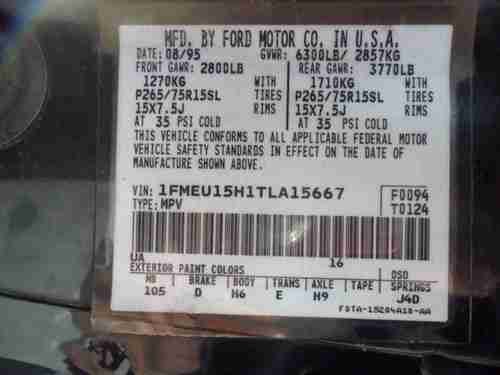 MFD. BY FORD MOTOR CO. IN U.S.A.
DATE: 08/95 GVWR: 6300LB/ 2857KG
FRONT GAWR: 2800LB REAR GAWR: 3770LB
1270KG WITH 1710KG WITH
P265/75R15SL TIRES P265/75R15SL TIRES
15X7.5J RIMS 15X7.5J RIMS
AT 35 PSI COLD AT 35 PSI COLD
THIS VEHICLE CONFORMS TO ALL APPLICABLE FEDERAL MOTOR
VEHICLE SAFETY STANDARDS IN EFFECT ON THE DATE OF
MANUFACTURE SHOWN ABOVE.
VIN: 1FMEU15H1TLA15667 F0094
TYPE: MPV T0124
UA 16
EXTERIOR PAINT COLORS DSO
WB BRAKE BODY TRANS AXLE TAPE SPRINGS
105 D H6 E H9 J4D
F5TA-15204A10-AA